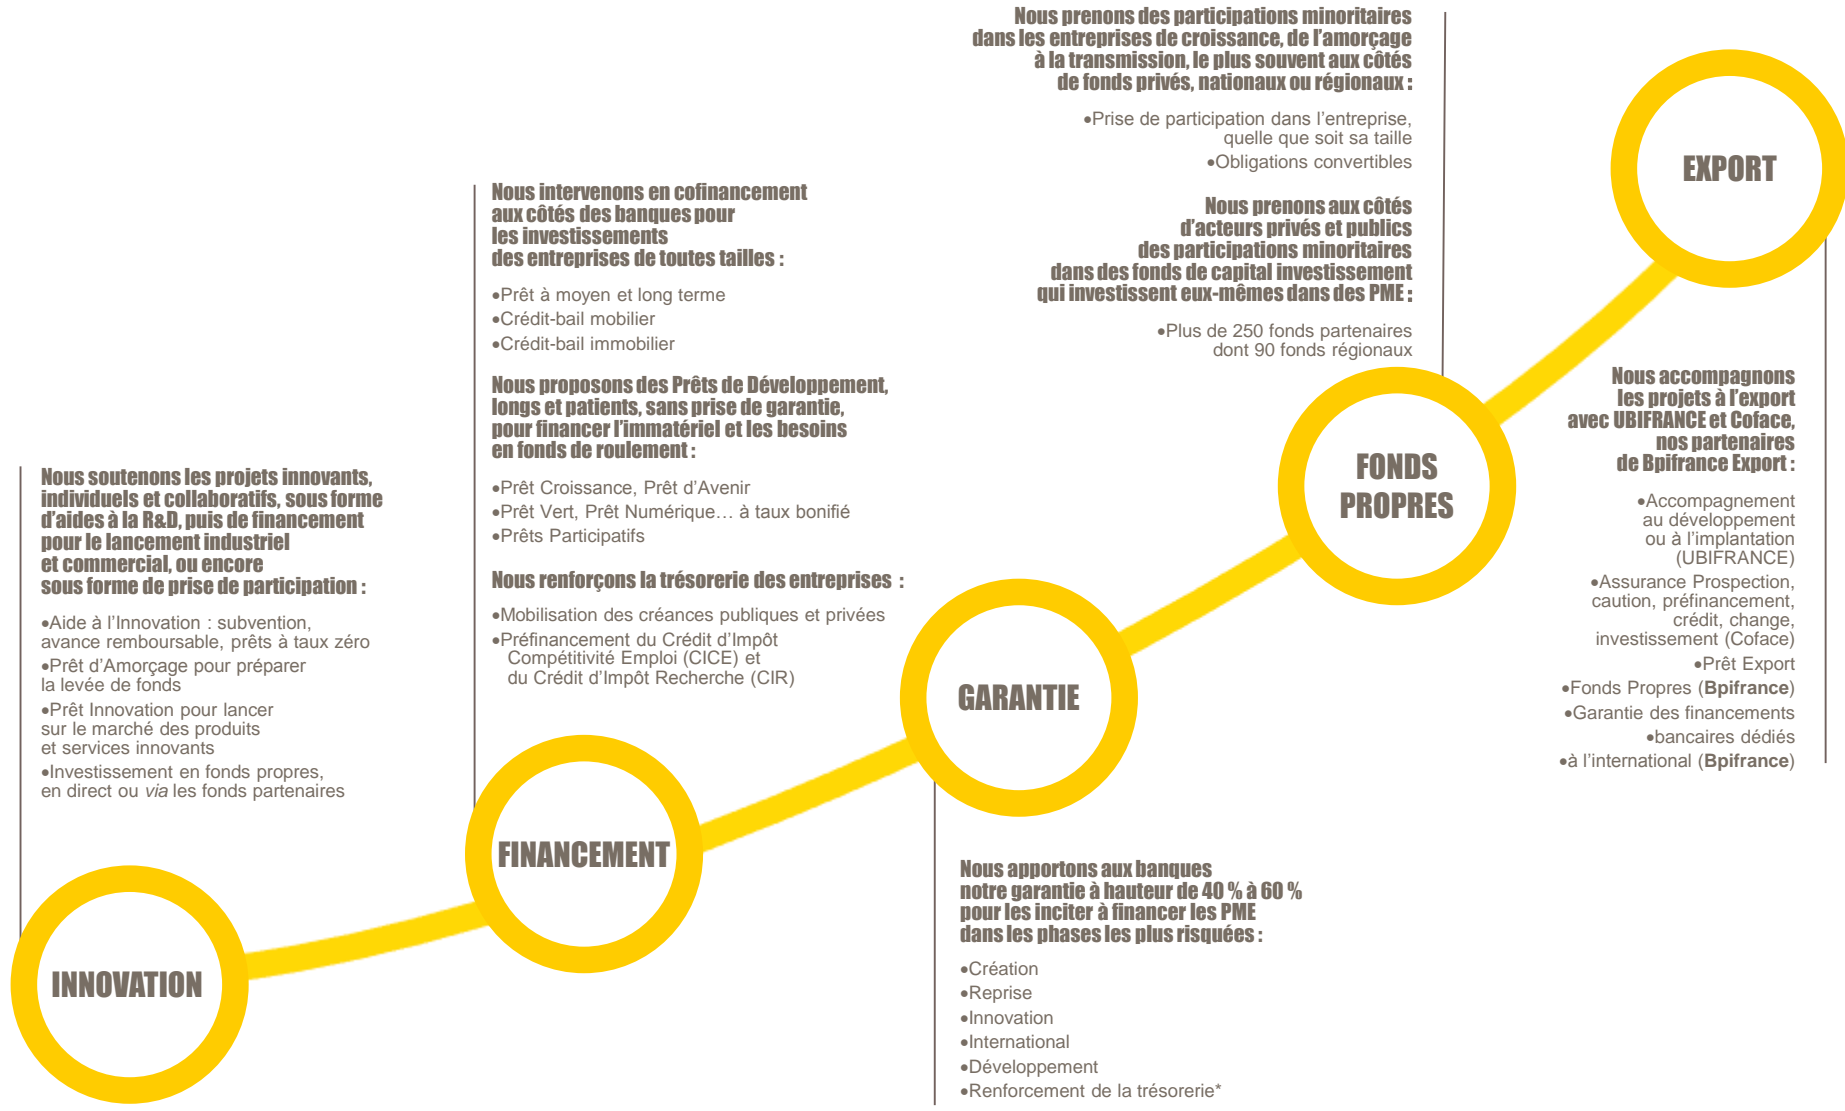 Nous soutenons les projets innovants,
individuels et collaboratifs, sous forme
d'aides à la R&D, puis de financement
pour le lancement industriel
et commercial, ou encore
sous forme de prise de participation :
•Aide à l'Innovation : subvention,
avance remboursable, prêts à taux zéro
•Prêt d'Amorçage pour préparer
la levée de fonds
•Prêt Innovation pour lancer
sur le marché des produits
et services innovants
•Investissement en fonds propres,
en direct ou via les fonds partenaires
INNOVATION
Nous intervenons en cofinancement
aux côtés des banques pour
les investissements
des entreprises de toutes tailles :
•Prêt à moyen et long terme
•Crédit-bail mobilier
•Crédit-bail immobilier
Nous proposons des Prêts de Développement,
longs et patients, sans prise de garantie,
pour financer l'immatériel et les besoins
en fonds de roulement :
•Prêt Croissance, Prêt d'Avenir
•Prêt Vert, Prêt Numérique… à taux bonifié
•Prêts Participatifs
Nous renforçons la trésorerie des entreprises :
•Mobilisation des créances publiques et privées
•Préfinancement du Crédit d'Impôt
Compétitivité Emploi (CICE) et
du Crédit d'Impôt Recherche (CIR)
FINANCEMENT
GARANTIE
Nous apportons aux banques
notre garantie à hauteur de 40 % à 60 %
pour les inciter à financer les PME
dans les phases les plus risquées :
•Création
•Reprise
•Innovation
•International
•Développement
•Renforcement de la trésorerie*
Nous prenons des participations minoritaires
dans les entreprises de croissance, de l'amorçage
à la transmission, le plus souvent aux côtés
de fonds privés, nationaux ou régionaux :
•Prise de participation dans l'entreprise,
quelle que soit sa taille
•Obligations convertibles
Nous prenons aux côtés
d'acteurs privés et publics
des participations minoritaires
dans des fonds de capital investissement
qui investissent eux-mêmes dans des PME :
•Plus de 250 fonds partenaires
dont 90 fonds régionaux
FONDS
PROPRES
EXPORT
Nous accompagnons
les projets à l'export
avec UBIFRANCE et Coface,
nos partenaires
de Bpifrance Export :
•Accompagnement
au développement
ou à l'implantation
(UBIFRANCE)
•Assurance Prospection,
caution, préfinancement,
crédit, change,
investissement (Coface)
•Prêt Export
•Fonds Propres (Bpifrance)
•Garantie des financements
•bancaires dédiés
•à l'international (Bpifrance)